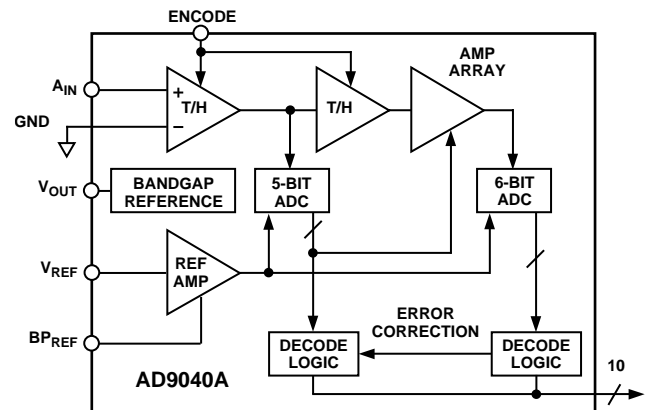 ENCODE
AMP
ARRAY
AIN
+
T/H
–
T/H
GND
VOUT
BANDGAP
REFERENCE
5-BIT
ADC
6-BIT
ADC
VREF
REF
AMP
BPREF
ERROR
CORRECTION
DECODE
LOGIC
DECODE
LOGIC
AD9040A
10